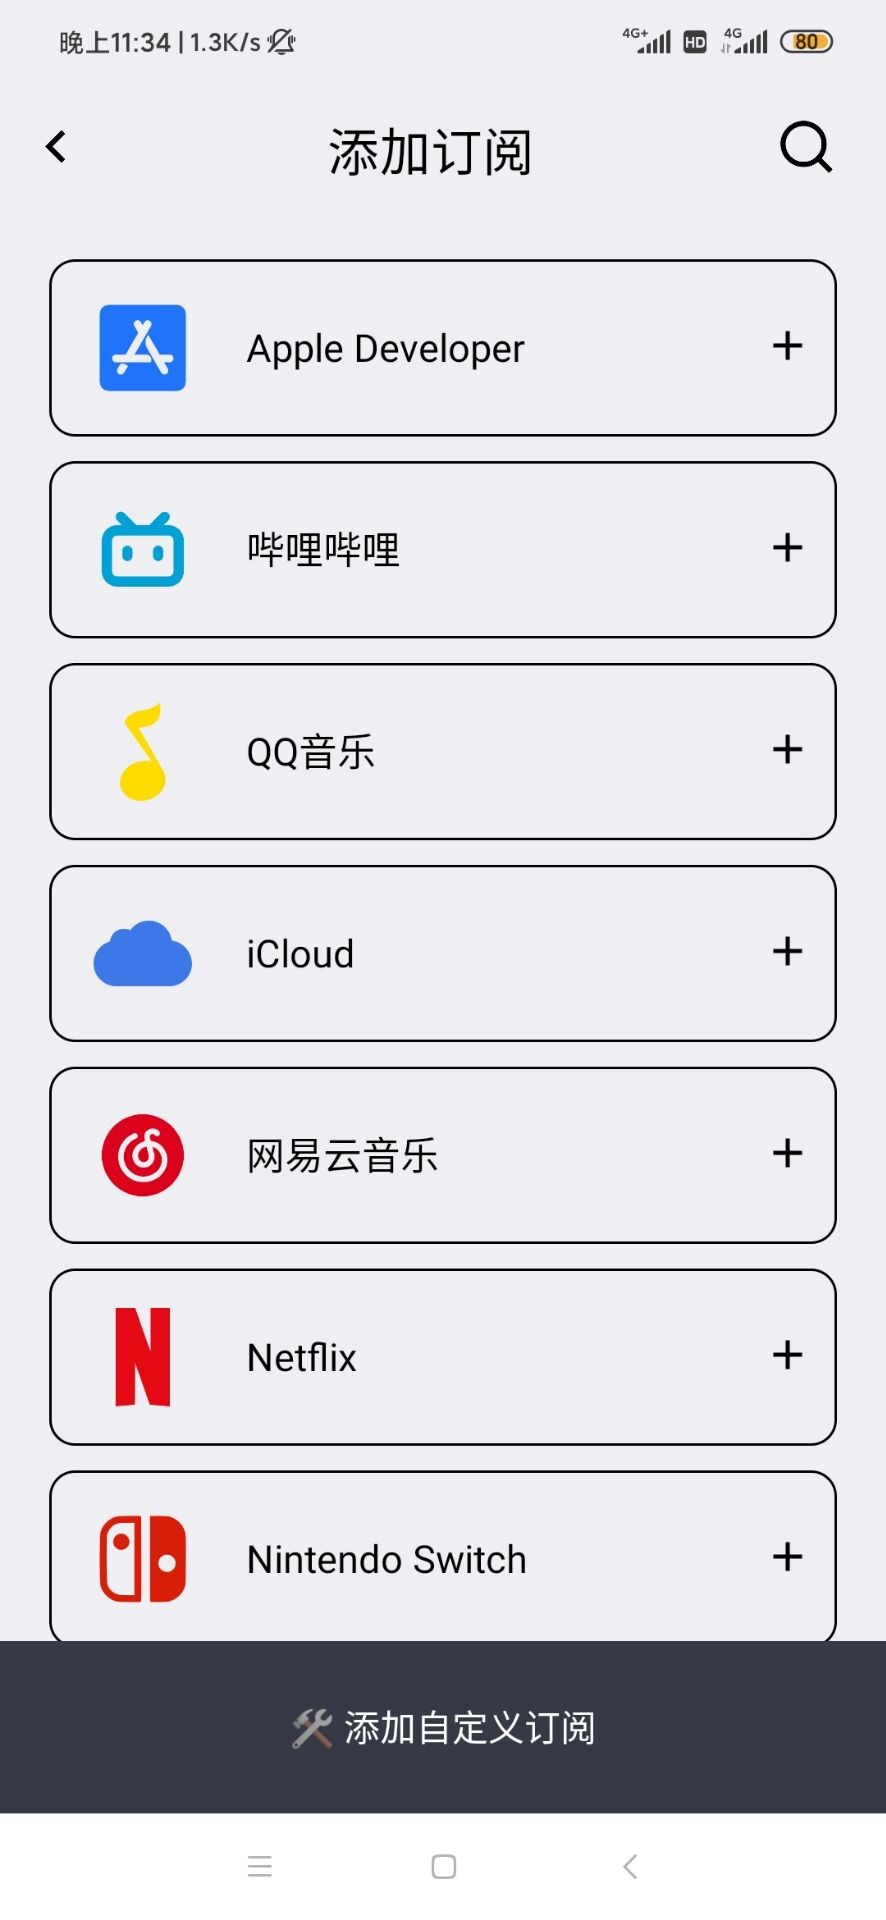 晚上11:34 | 1.3K/s 4G+ HD 4G 80
添加订阅
Apple Developer +
哔哩哔哩 +
QQ音乐 +
iCloud +
网易云音乐 +
Netflix +
Nintendo Switch +
添加自定义订阅